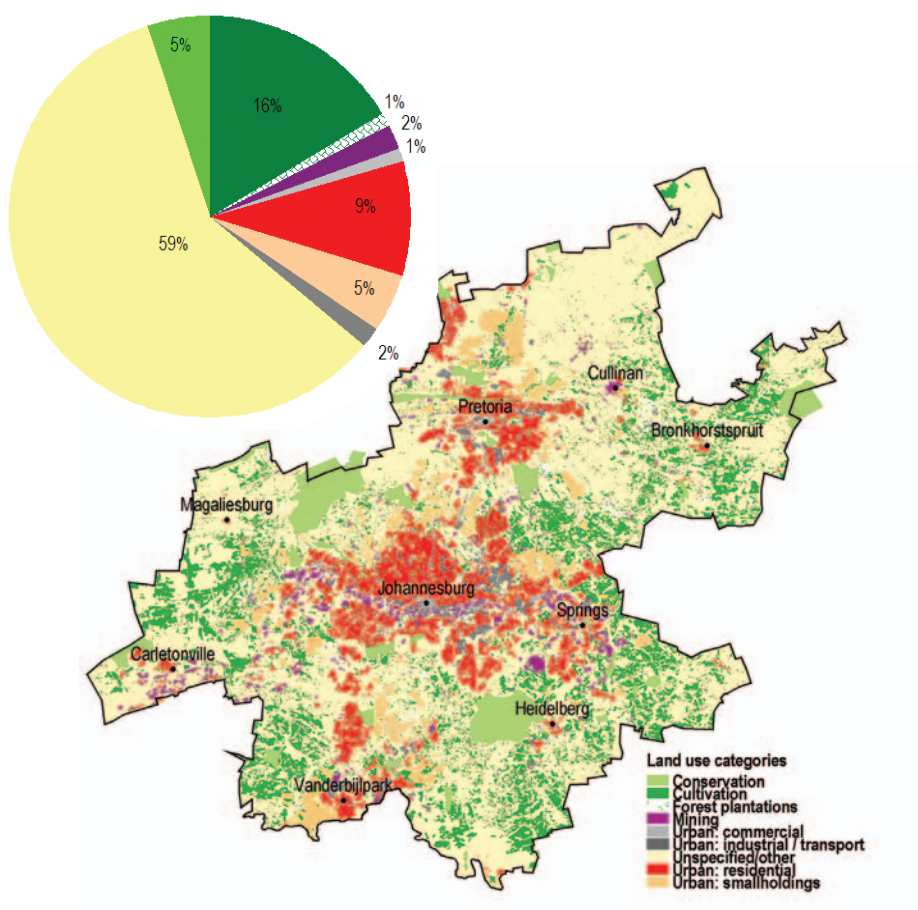 5%
16%
1%
2%
1%
9%
59%
5%
2%
Cullinan
Pretoria
Bronkhorstspruit
Magaliesburg
Johannesburg
Springs
Carletonville
Heidelberg
Vanderbijlpark
Land use categories
Conservation
Cultivation
Forest plantations
Mining
Urban: commercial
Urban: industrial / transport
Unspecified/other
Urban: residential
Urban: smallholdings